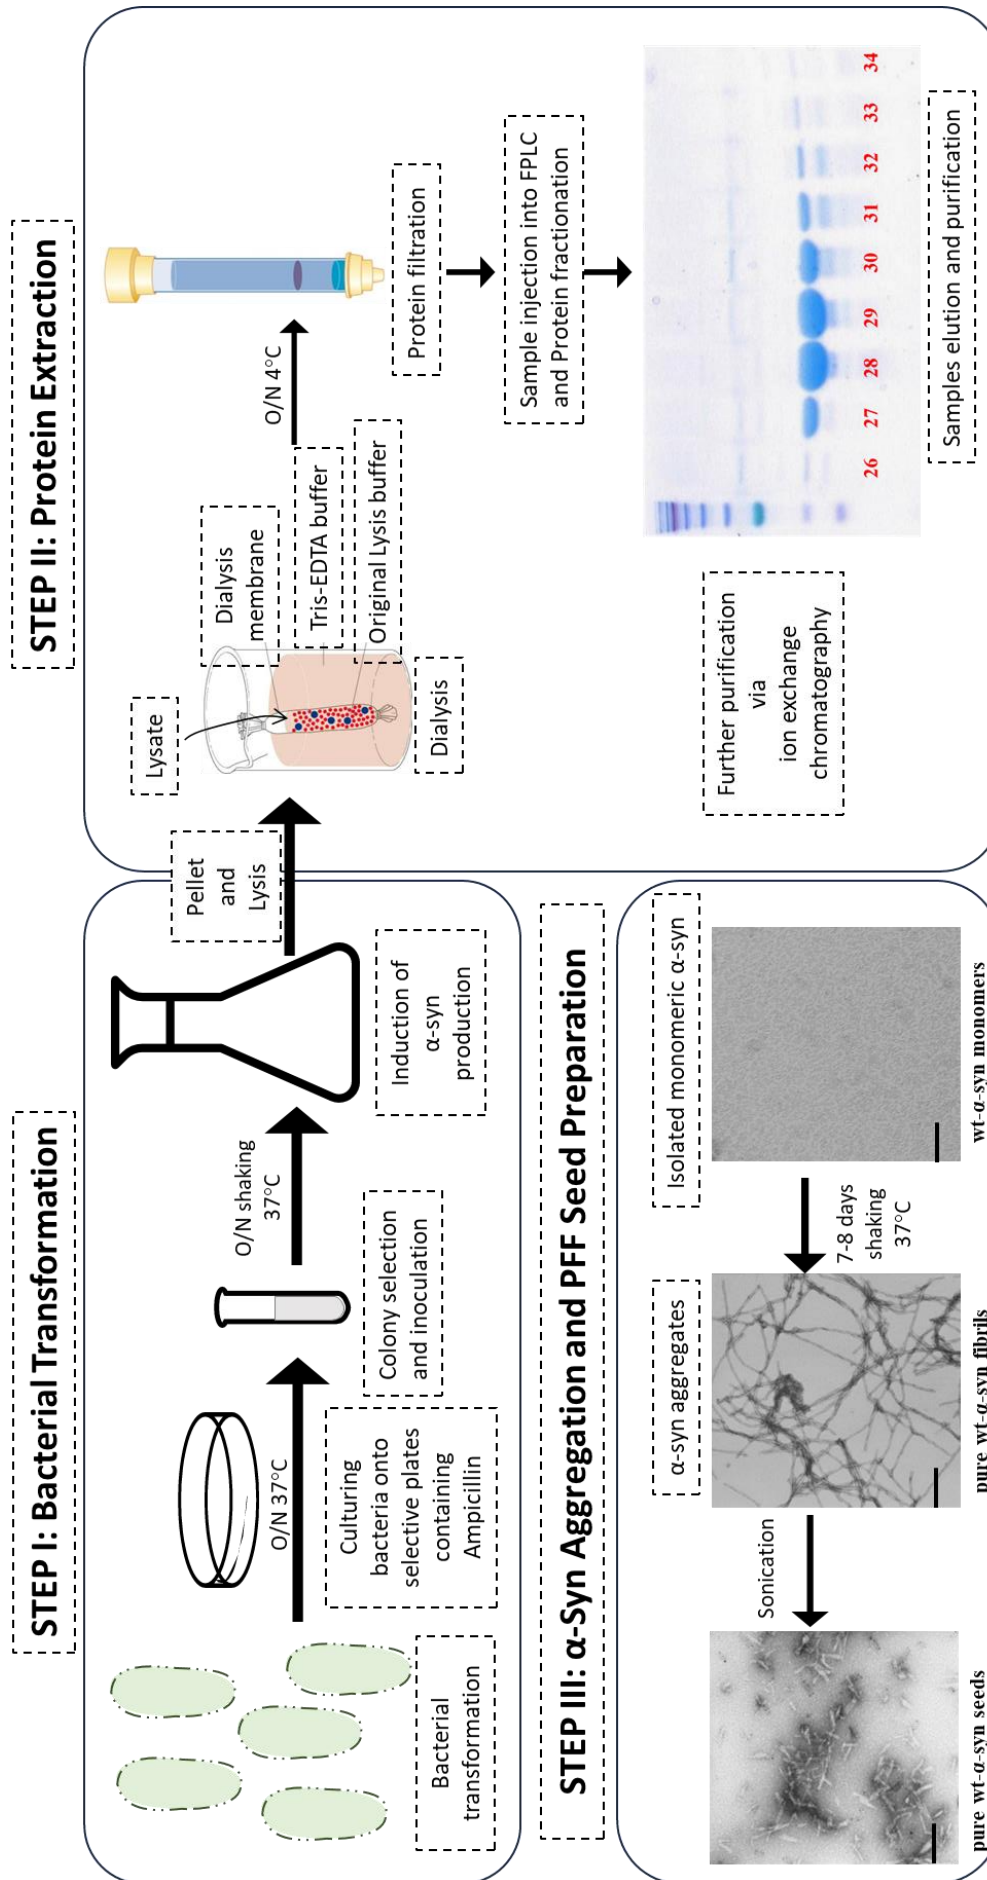 STEP I: Bacterial Transformation
Bacterial
transformation
O/N 37°C
Culturing
bacteria onto
selective plates
containing
Ampicillin
Colony selection
and inoculation
O/N shaking
37°C
Induction of
α-syn
production
Pellet
and
Lysis
STEP II: Protein Extraction
Lysate
Dialysis
membrane
Tris-EDTA buffer
Original Lysis buffer
Dialysis
O/N 4°C
Protein filtration
Sample injection into FPLC
and Protein fractionation
Further purification
via
ion exchange
chromatography
26 27 28 29 30 31 32 33 34
Samples elution and purification
STEP III: α-Syn Aggregation and PFF Seed Preparation
Isolated monomeric α-syn
wt-α-syn monomers
7-8 days
shaking
37°C
α-syn aggregates
pure wt-α-syn fibrils
Sonication
pure wt-α-syn seeds